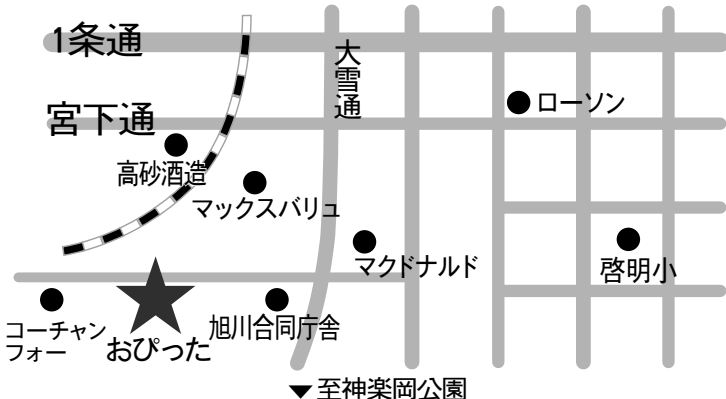 1条通
大雪通
ローソン
宮下通
高砂酒造
マックスバリュ
マクドナルド
啓明小
コーチャン
フォー
おぴった
旭川合同庁舎
▼至神楽岡公園